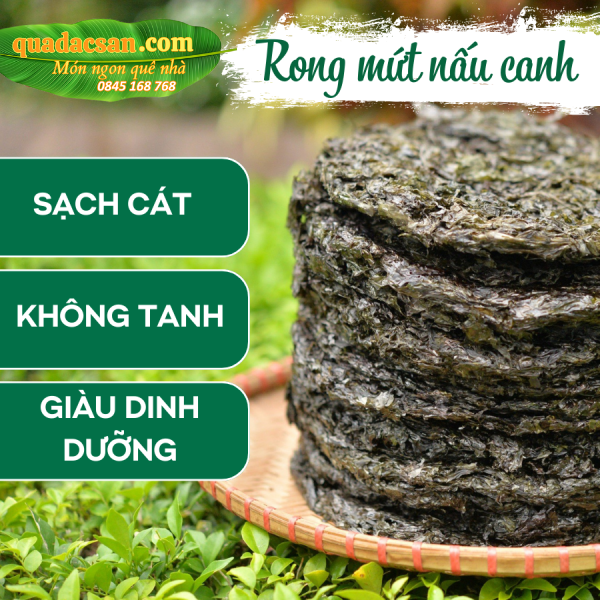 quadacsan.com
Món ngon quê nhà
0845 168 768
Rong mứt nấu canh
SẠCH CÁT
KHÔNG TANH
GIÀU DINH
DƯỠNG